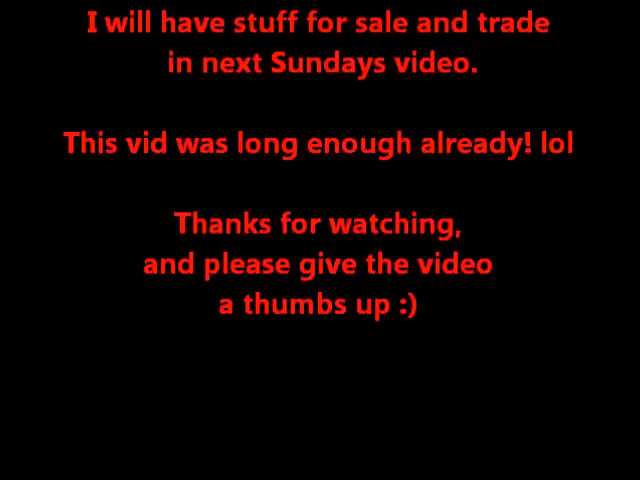 I will have stuff for sale and trade
in next Sundays video.
This vid was long enough already! lol
Thanks for watching,
and please give the video
a thumbs up :)